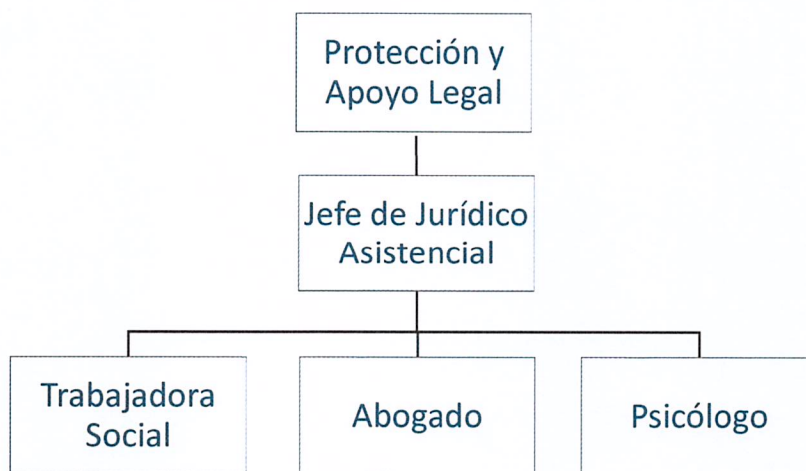 Protección y
Apoyo Legal
Jefe de Jurídico
Asistencial
Trabajadora
Social
Abogado
Psicólogo